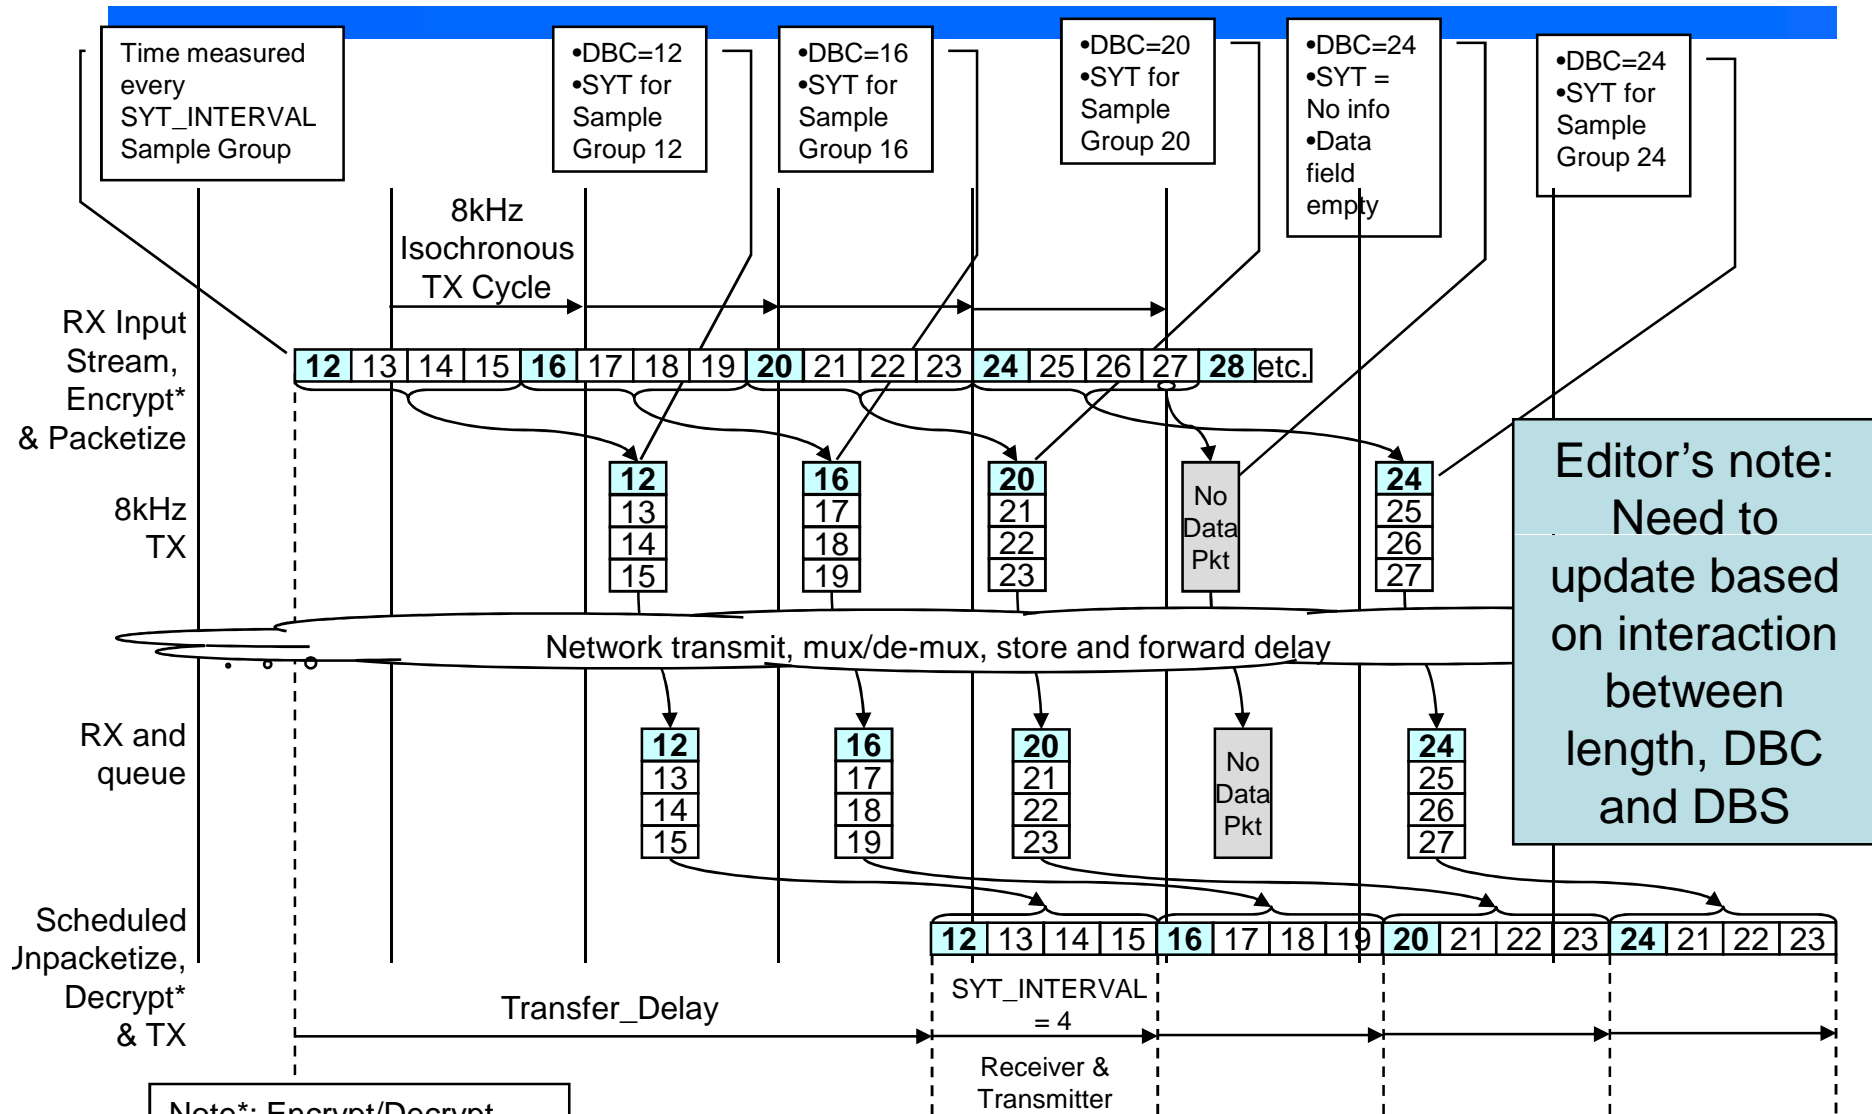 Time measured
every
SYT_INTERVAL
Sample Group
•DBC=12
•SYT for
Sample
Group 12
•DBC=16
•SYT for
Sample
Group 16
•DBC=20
•SYT for
Sample
Group 20
•DBC=24
•SYT =
No info
•Data
field
empty
•DBC=24
•SYT for
Sample
Group 24
8kHz
Isochronous
TX Cycle
RX Input
Stream,
Encrypt*
& Packetize
12 13 14 15 16 17 18 19 20 21 22 23 24 25 26 27 28 etc.
8kHz
TX
12
13
14
15
16
17
18
19
20
21
22
23
No
Data
Pkt
24
25
26
27
Editor's note:
Need to
update based
on interaction
between
length, DBC
and DBS
Network transmit, mux/de-mux, store and forward delay
RX and
queue
12
13
14
15
16
17
18
19
20
21
22
23
No
Data
Pkt
24
25
26
27
Scheduled
Unpacketize,
Decrypt*
& TX
12 13 14 15 16 17 18 19 20 21 22 23 24 21 22 23
Transfer_Delay
SYT_INTERVAL
= 4
Receiver &
Transmitter
Note*: Encrypt/Decrypt